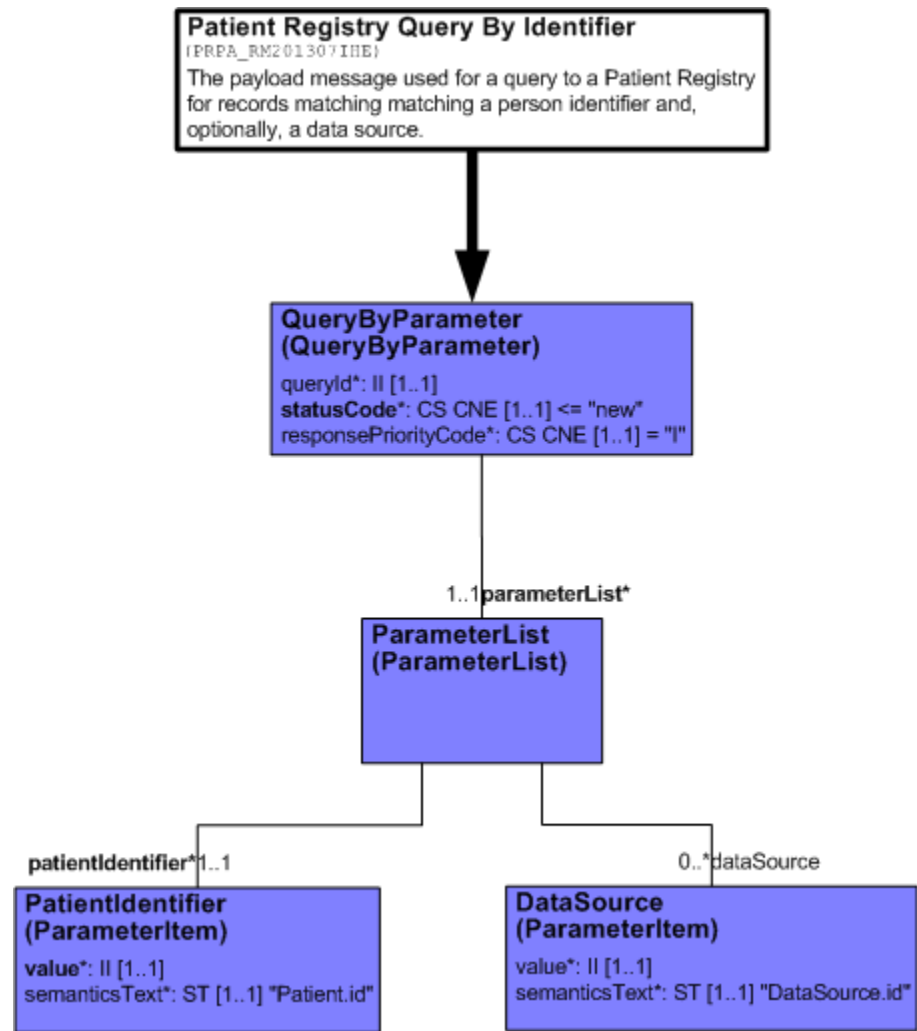 Patient Registry Query By Identifier
(PRPA_RM201307IHE)
The payload message used for a query to a Patient Registry
for records matching matching a person identifier and,
optionally, a data source.
QueryByParameter
(QueryByParameter)
queryId*: II [1..1]
statusCode*: CS CNE [1..1] <= "new"
responsePriorityCode*: CS CNE [1..1] = "I"
1..1parameterList*
ParameterList
(ParameterList)
patientIdentifier*1..1
0..*dataSource
PatientIdentifier
(ParameterItem)
value*: II [1..1]
semanticsText*: ST [1..1] "Patient.id"
DataSource
(ParameterItem)
value*: II [1..1]
semanticsText*: ST [1..1] "DataSource.id"